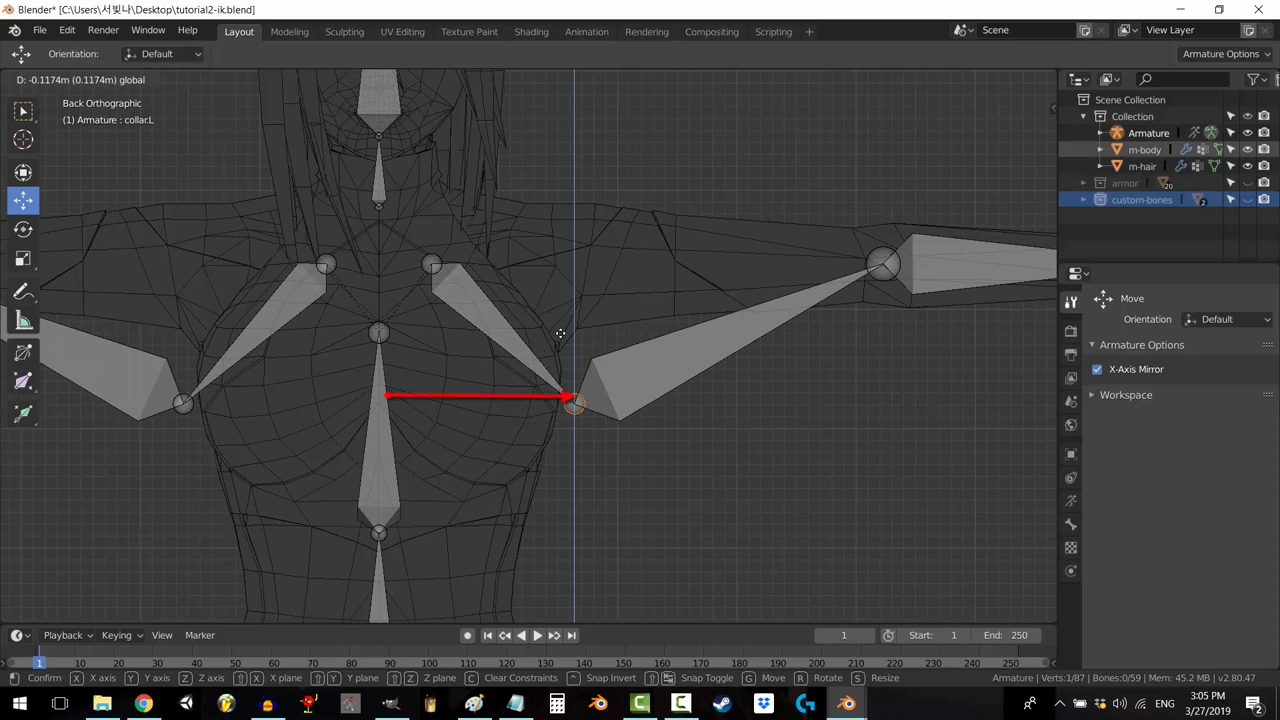 Blender* [C:\Users\서빛나\Desktop\tutorial2-ik.blend]
File Edit Render Window Help Layout Modeling Sculpting UV Editing Texture Paint Shading Animation Rendering Compositing Scripting + Scene View Layer
Orientation: Default Armature Options
D: -0.1174m (0.1174m) global
Back Orthographic
(1) Armature : collar.L
Scene Collection
Collection
Armature
m-body
m-hair
armor 20
custom-bones 2
Move
Orientation: Default
Armature Options
X-Axis Mirror
Workspace
Playback Keying View Marker 1 Start: 1 End: 250
1 10 20 30 40 50 60 70 80 90 100 110 120 130 140 150 160 170 180 190 200 210 220 230 240 250
Confirm X X axis Y Y axis Z Z axis X X plane Y Y plane Z Z plane C Clear Constraints Snap Invert Snap Toggle G Move R Rotate S Resize Armature | Verts:1/87 | Bones:0/59 | Mem: 45.2 MB | v2.80.47
ENG 3:05 PM
3/27/2019 2